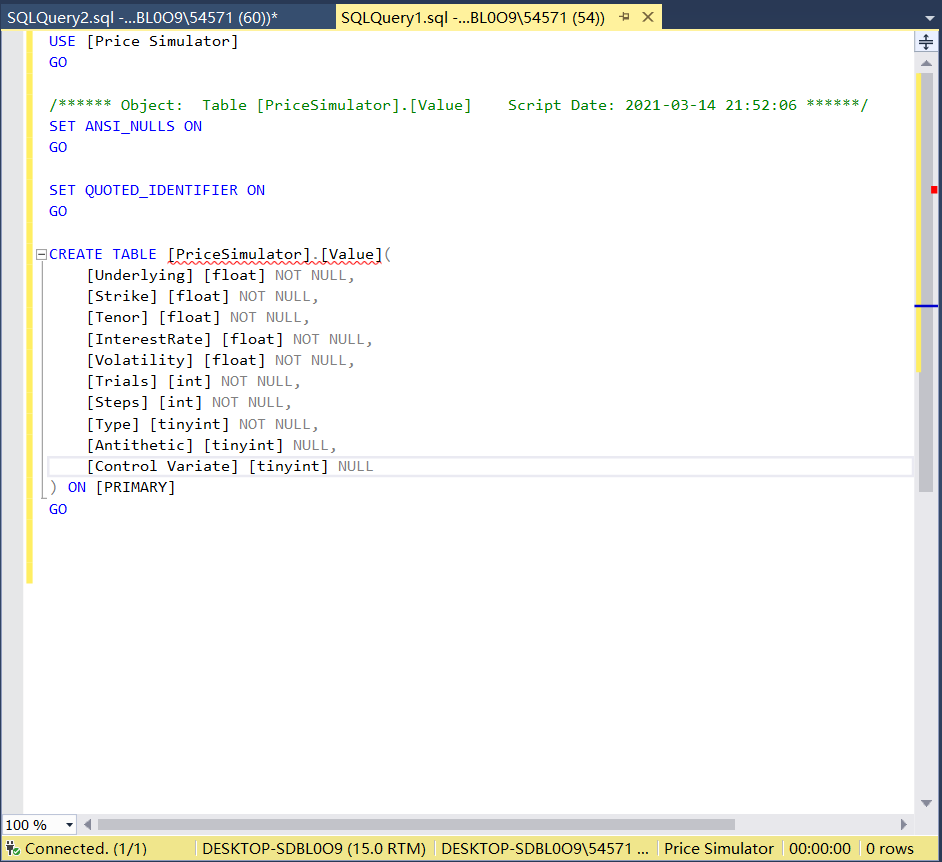 SQLQuery2.sql -...BL0O9\54571 (60))*
SQLQuery1.sql -...BL0O9\54571 (54))
USE [Price Simulator]
GO
/****** Object:  Table [PriceSimulator].[Value]    Script Date: 2021-03-14 21:52:06 ******/
SET ANSI_NULLS ON
GO
SET QUOTED_IDENTIFIER ON
GO
CREATE TABLE [PriceSimulator].[Value](
[Underlying] [float] NOT NULL,
[Strike] [float] NOT NULL,
[Tenor] [float] NOT NULL,
[InterestRate] [float] NOT NULL,
[Volatility] [float] NOT NULL,
[Trials] [int] NOT NULL,
[Steps] [int] NOT NULL,
[Type] [tinyint] NOT NULL,
[Antithetic] [tinyint] NULL,
[Control Variate] [tinyint] NULL
) ON [PRIMARY]
GO
100 %
Connected. (1/1)
DESKTOP-SDBL0O9 (15.0 RTM)
DESKTOP-SDBL0O9\54571 ...
Price Simulator
00:00:00
0 rows